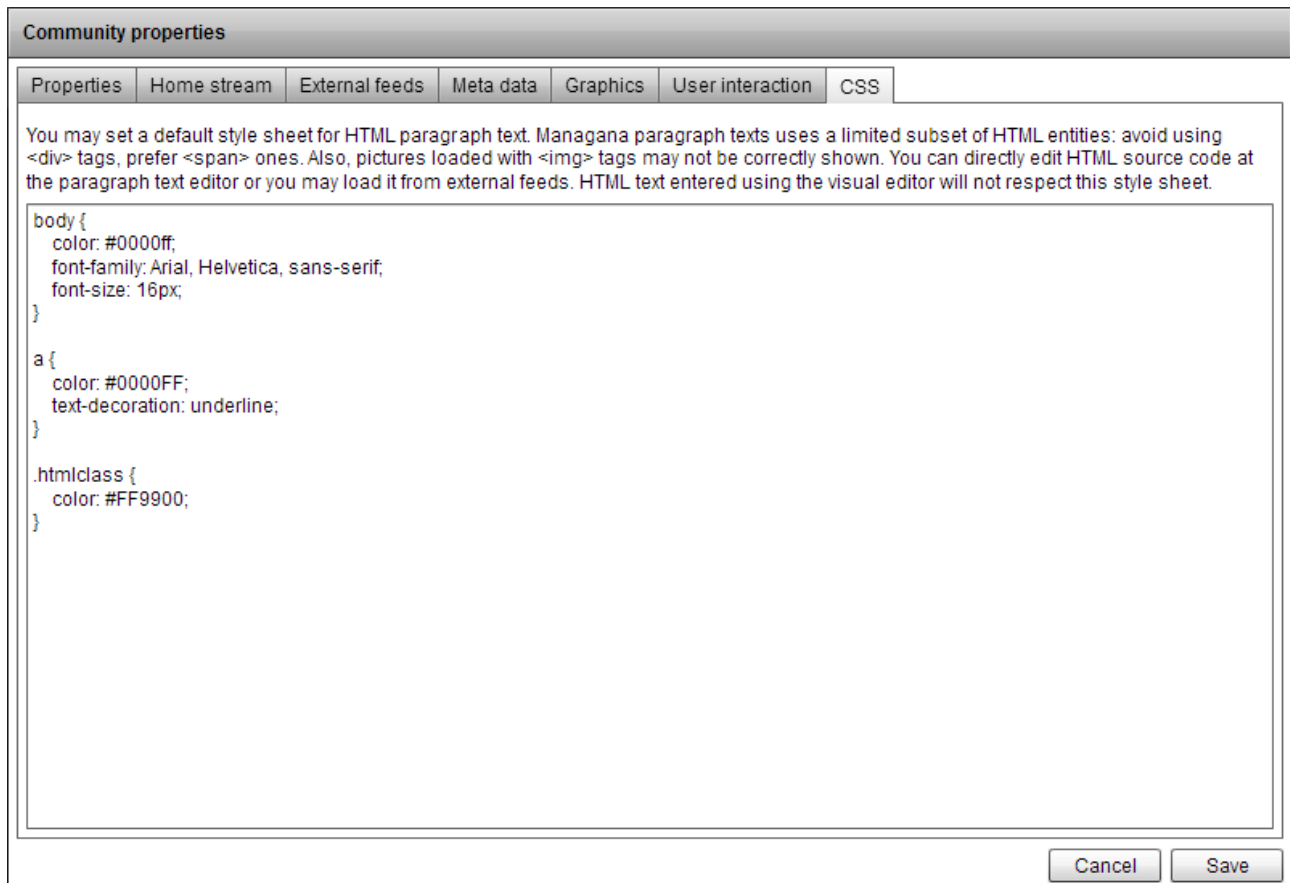 Community properties
Properties Home stream External feeds Meta data Graphics User interaction CSS
You may set a default style sheet for HTML paragraph text. Managana paragraph texts uses a limited subset of HTML entities: avoid using
<div> tags, prefer <span> ones. Also, pictures loaded with <img> tags may not be correctly shown. You can directly edit HTML source code at
the paragraph text editor or you may load it from external feeds. HTML text entered using the visual editor will not respect this style sheet.
body {
color: #0000ff;
font-family: Arial, Helvetica, sans-serif;
font-size: 16px;
}
a {
color: #0000FF;
text-decoration: underline;
}
.htmlclass {
color: #FF9900;
}
Cancel Save